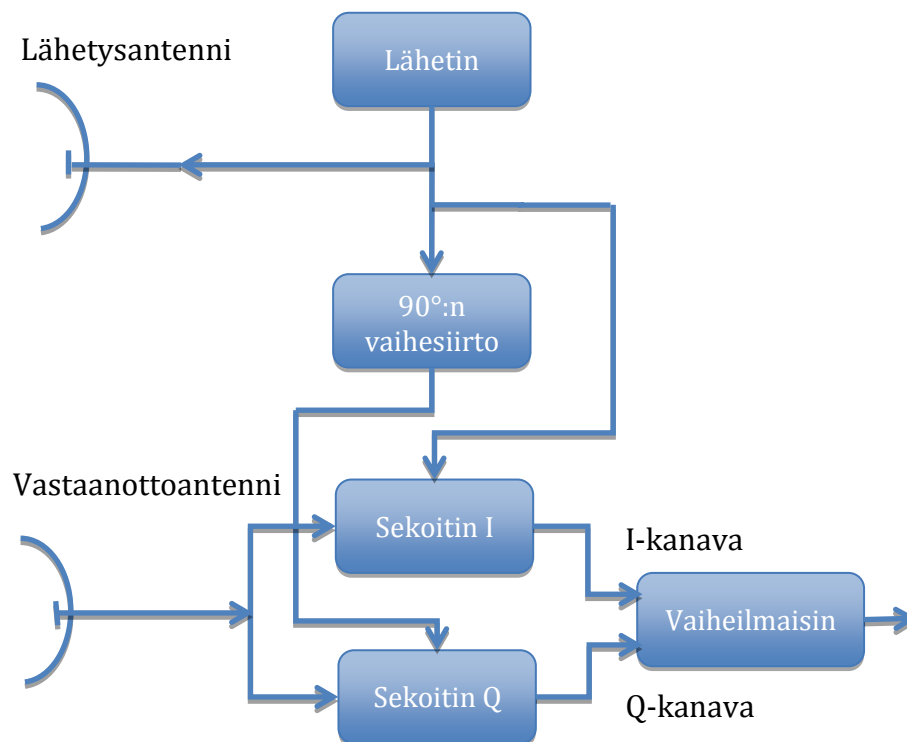 Lähetysantenni
Lähetin
90°:n
vaihesiirto
Vastaanottoantenni
Sekoitin I
I-kanava
Vaiheilmaisin
Sekoitin Q
Q-kanava